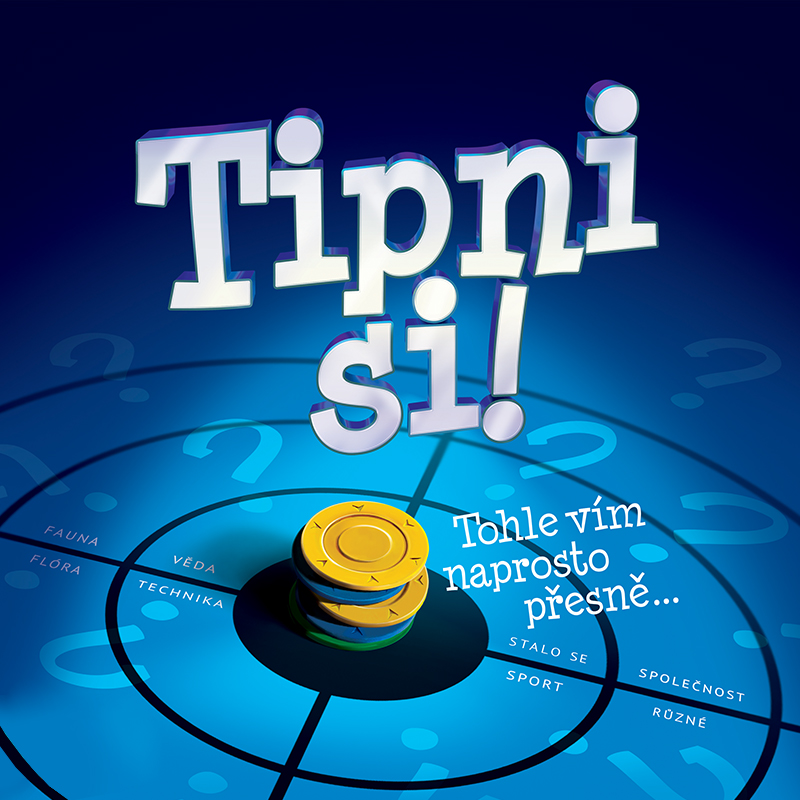 Tipni
si!
Tohle vím
naprosto
přesně...
FAUNA
FLÓRA
VĚDA
TECHNIKA
STALO SE
SPORT
SPOLEČNOST
RŮZNÉ